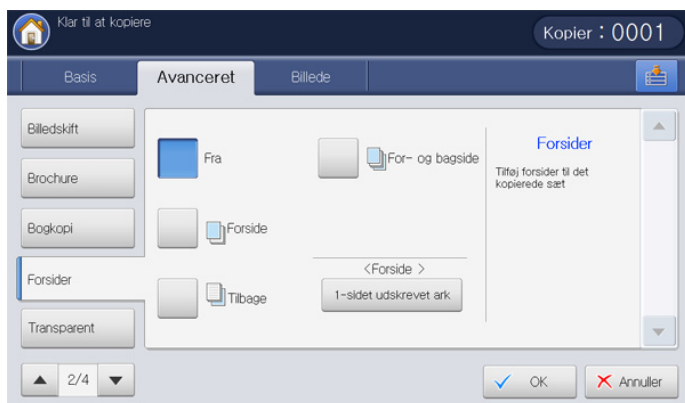 Klar til at kopiere
Kopier : 0001
Basis
Avanceret
Billede
Billedskift
Brochure
Bogkopi
Forsider
Transparent
2/4
Fra
For- og bagside
Forside
Tilbage
<Forside >
1-sidet udskrevet ark
Forsider
Tilføj forsider til det
kopierede sæt
OK
Annuller